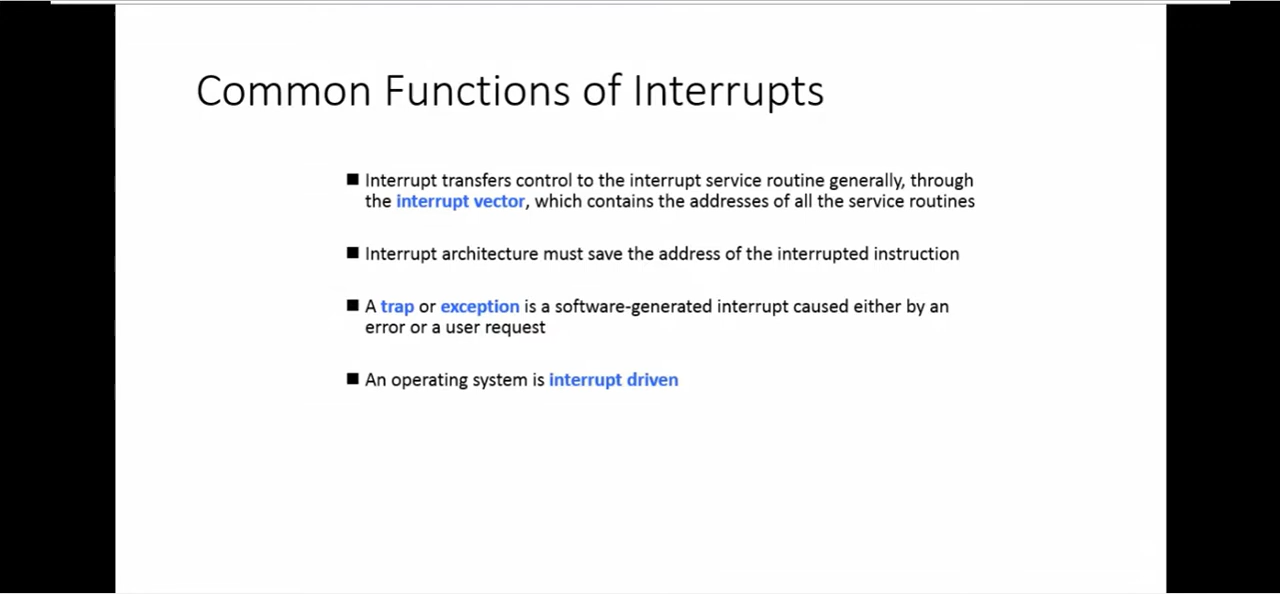 Common Functions of Interrupts
■ Interrupt transfers control to the interrupt service routine generally, through
the interrupt vector, which contains the addresses of all the service routines
■ Interrupt architecture must save the address of the interrupted instruction
■ A trap or exception is a software-generated interrupt caused either by an
error or a user request
■ An operating system is interrupt driven